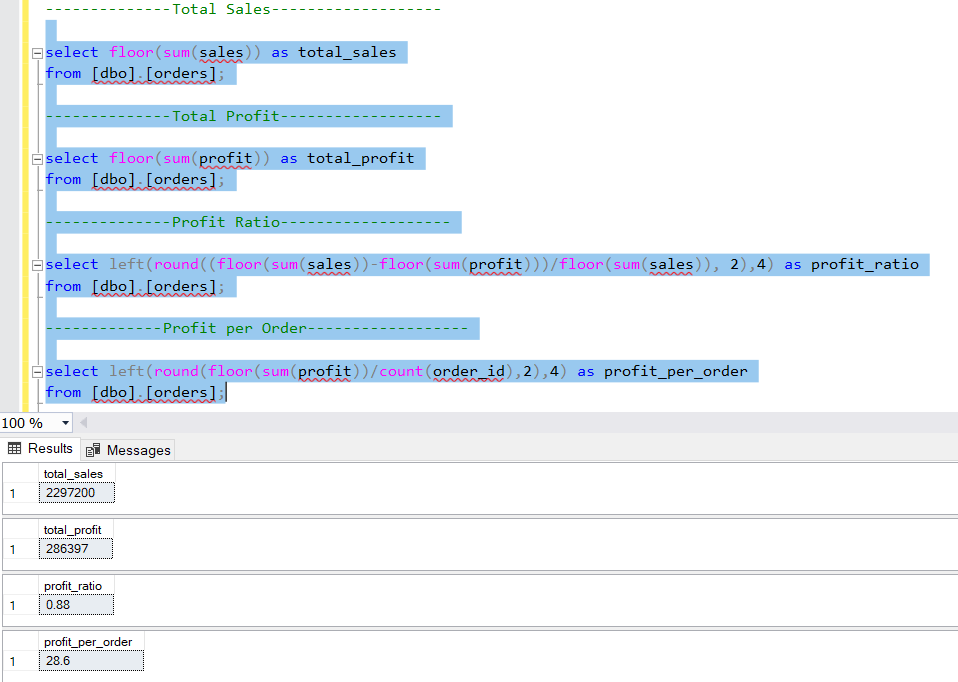 --------------Total Sales-------------------
select floor(sum(sales)) as total_sales
from [dbo].[orders];
--------------Total Profit------------------
select floor(sum(profit)) as total_profit
from [dbo].[orders];
--------------Profit Ratio-------------------
select left(round((floor(sum(sales))-floor(sum(profit)))/floor(sum(sales)), 2),4) as profit_ratio
from [dbo].[orders];
-------------Profit per Order------------------
select left(round(floor(sum(profit))/count(order_id),2),4) as profit_per_order
from [dbo].[orders];
100 %
Results Messages
total_sales
1 2297200
total_profit
1 286397
profit_ratio
1 0.88
profit_per_order
1 28.6